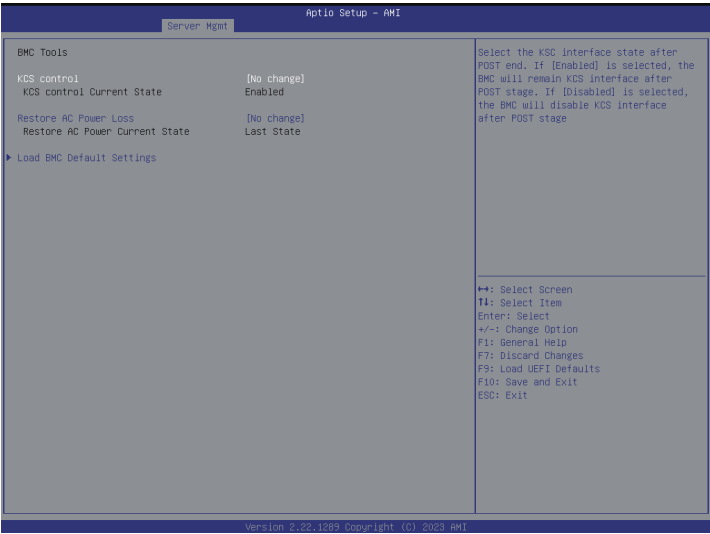 Aptio Setup – AMI
Server Mgmt
BMC Tools
KCS control [No change]
KCS control Current State Enabled
Restore AC Power Loss [No change]
Restore AC Power Current State Last State
Load BMC Default Settings
Select the KSC interface state after
POST end. If [Enabled] is selected, the
BMC will remain KCS interface after
POST stage. If [Disabled] is selected,
the BMC will disable KCS interface
after POST stage
↔: Select Screen
↑↓: Select Item
Enter: Select
+/-: Change Option
F1: General Help
F7: Discard Changes
F9: Load UEFI Defaults
F10: Save and Exit
ESC: Exit
Version 2.22.1289 Copyright (C) 2023 AMI